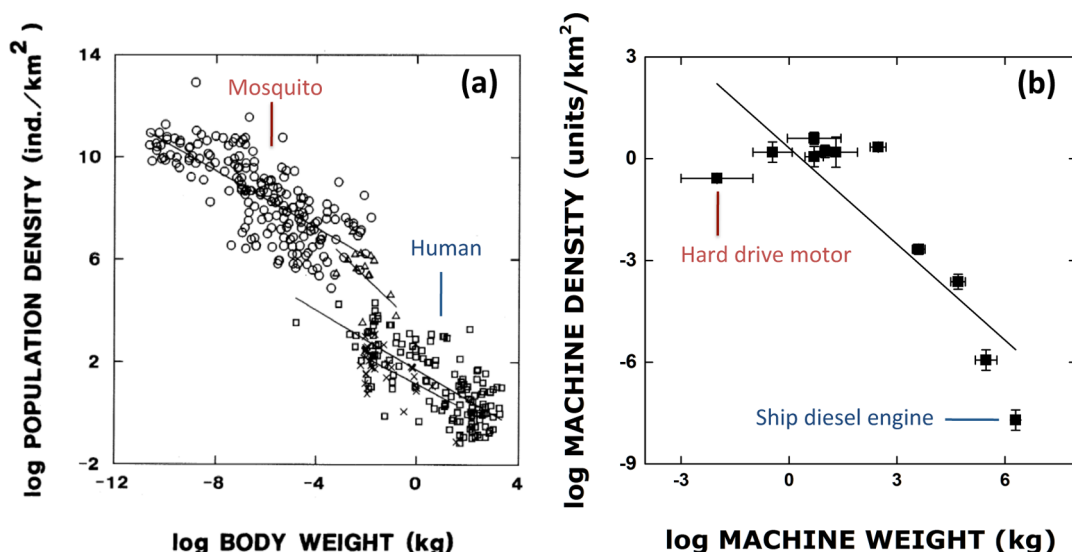 (a)
Mosquito
Human
log POPULATION DENSITY (ind./km²)
14
10
6
2
−2
−12
−8
−4
0
4
log BODY WEIGHT (kg)
(b)
Hard drive motor
Ship diesel engine
log MACHINE DENSITY (units/km²)
3
0
-3
-6
-9
-3
0
3
6
log MACHINE WEIGHT (kg)